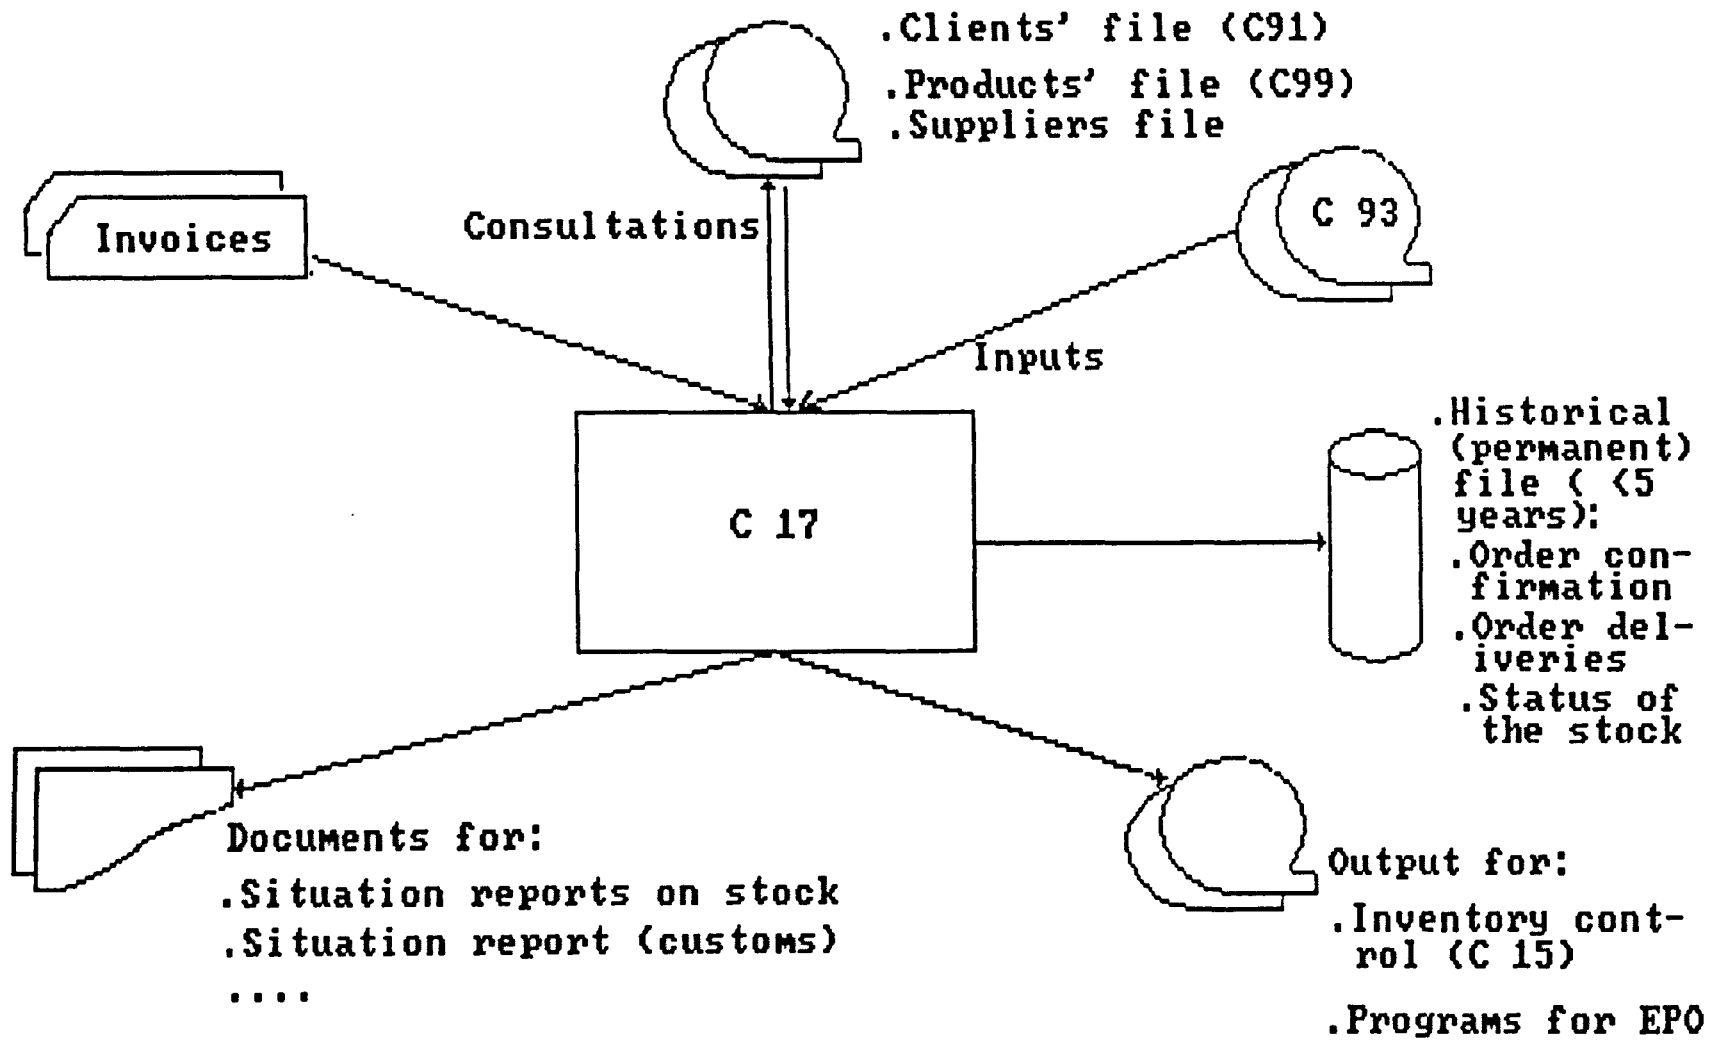 .Clients' file (C91)
.Products' file (C99)
.Suppliers file
Invoices
Consultations
C 93
Inputs
C 17
.Historical
(permanent)
file ( <5
years):
.Order con-
firmation
.Order del-
iveries
.Status of
the stock
Documents for:
.Situation reports on stock
.Situation report (customs)
....
Output for:
.Inventory cont-
rol (C 15)
.Programs for EPO